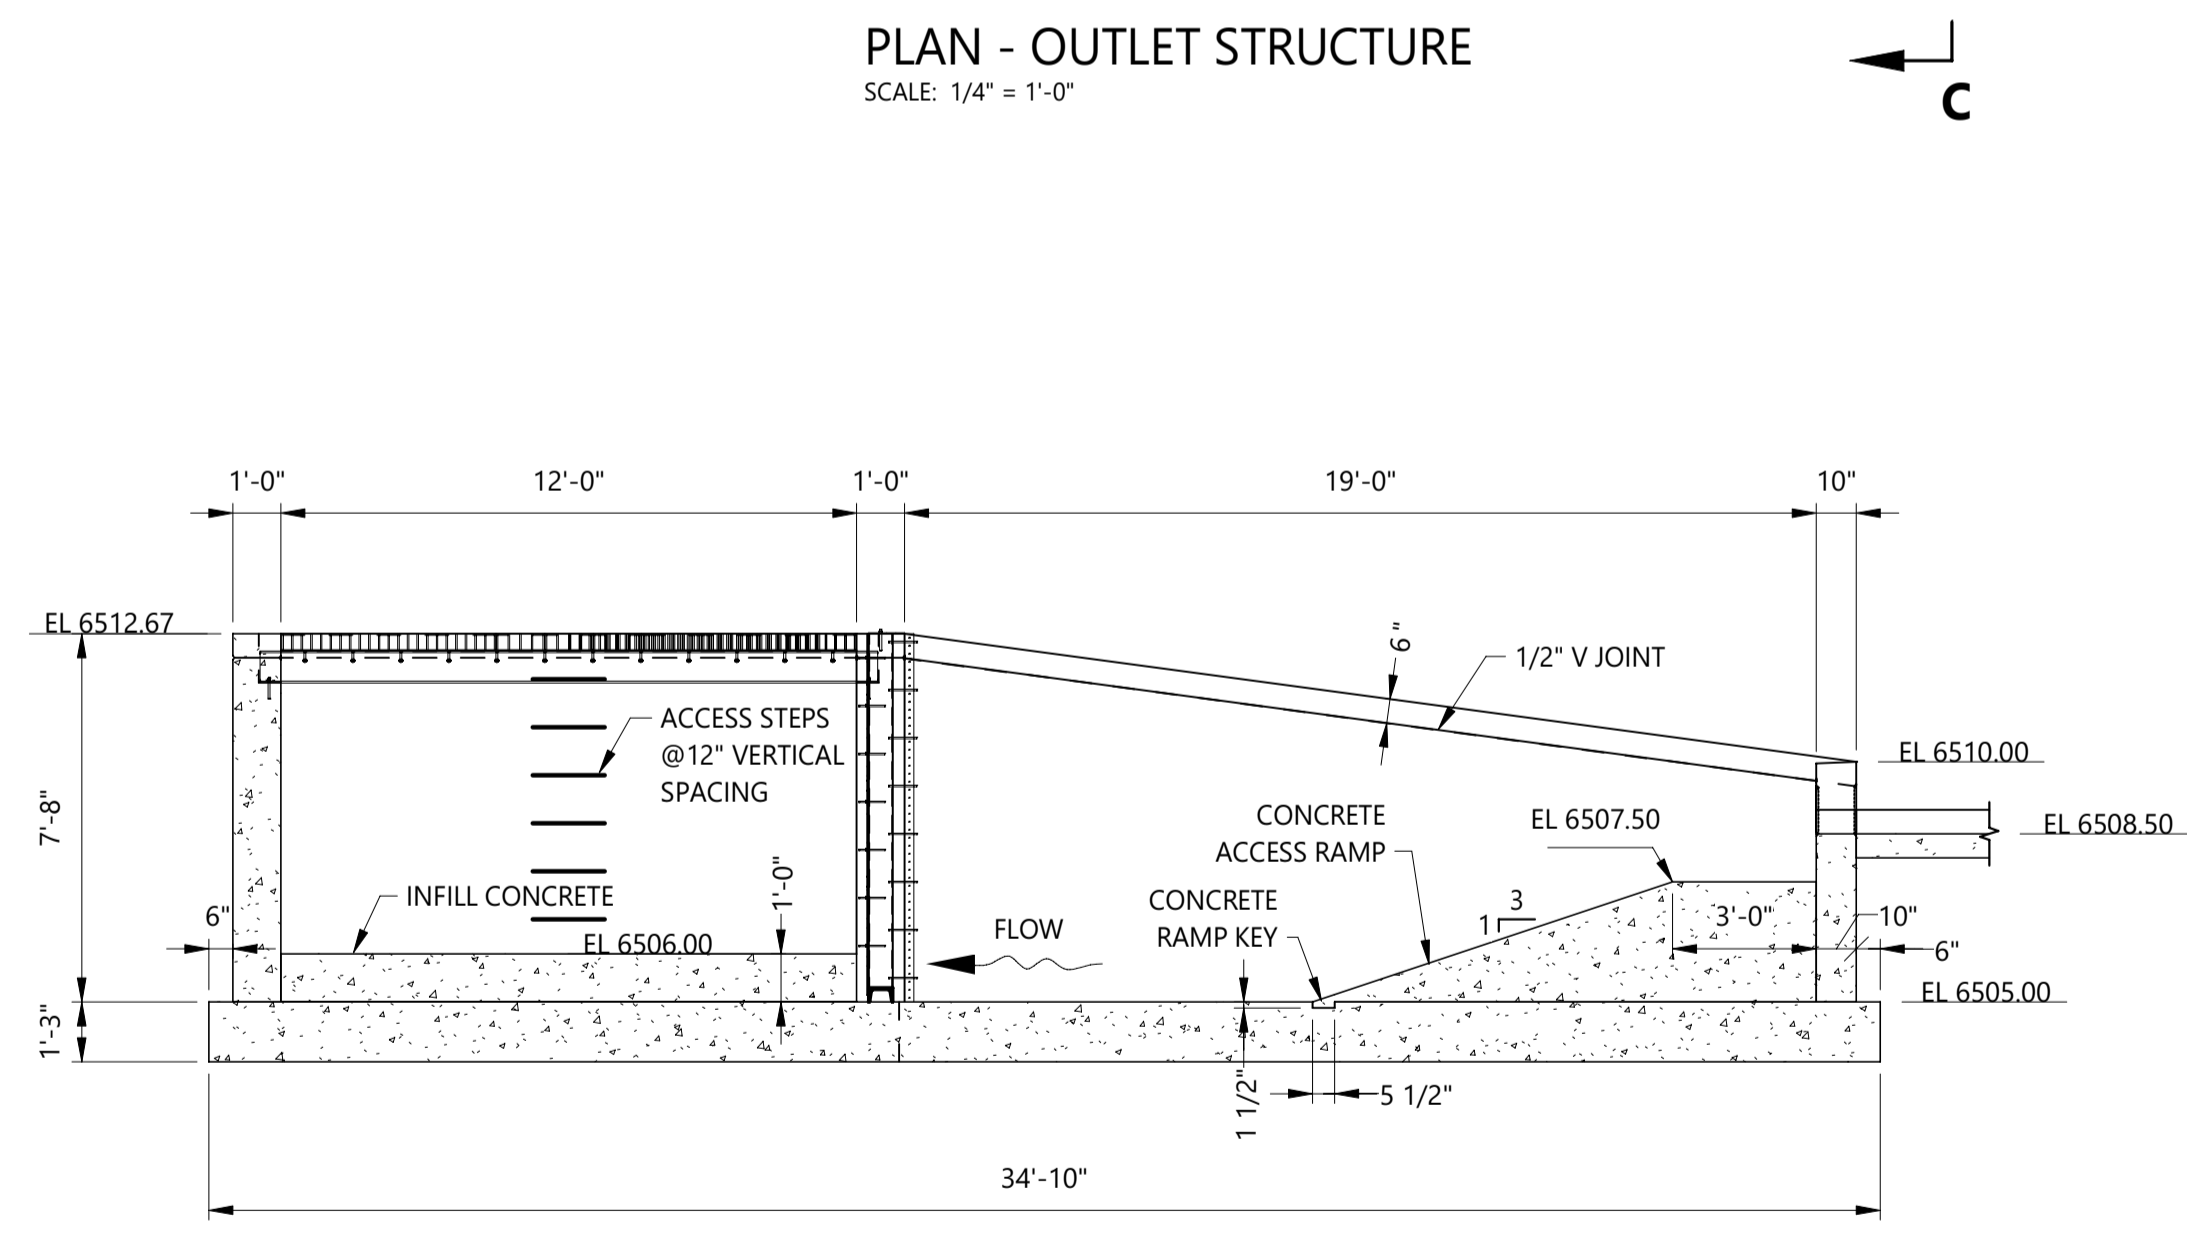 PLAN - OUTLET STRUCTURE
SCALE: 1/4" = 1'-0"
C
1'-0"
12'-0"
1'-0"
19'-0"
10"
EL 6512.67
6"
1/2" V JOINT
ACCESS STEPS
@12" VERTICAL
SPACING
EL 6510.00
7'-8"
CONCRETE
ACCESS RAMP
EL 6507.50
EL 6508.50
1'-0"
INFILL CONCRETE
6"
EL 6506.00
FLOW
CONCRETE
RAMP KEY
3
1
3'-0"
10"
6"
EL 6505.00
1'-3"
1 1/2"
5 1/2"
34'-10"